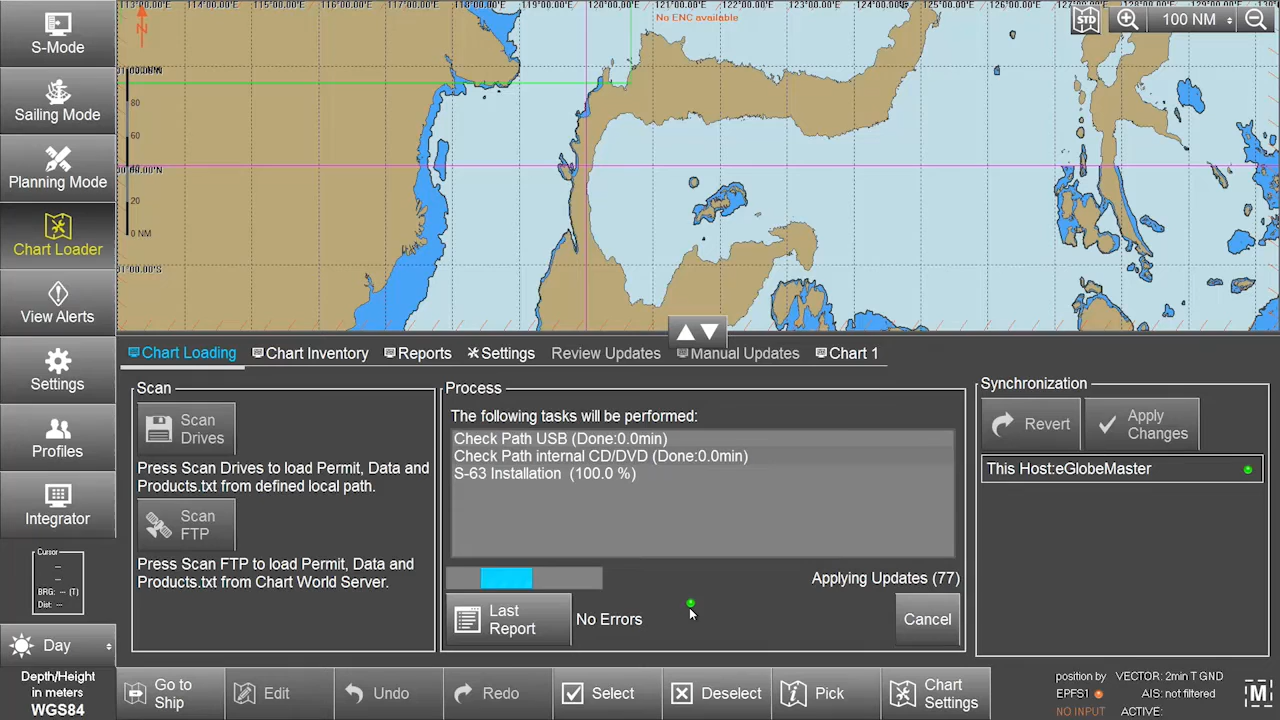 S-Mode
Sailing Mode
Planning Mode
Chart Loader
View Alerts
Settings
Profiles
Integrator
Cursor
BRG: --- (T)
Dist: ---
Day
Depth/Height
in meters
WGS84
114°00.00'E
115°00.00'E
116°00.00'E
117°00.00'E
118°00.00'E
119°00.00'E
120°00.00'E
121°00.00'E
122°00.00'E
123°00.00'E
124°00.00'E
125°00.00'E
126°00.00'E
No ENC available
N
STD
100 NM
80
60
20
0 NM
01°00.00'S
Chart Loading
Chart Inventory
Reports
Settings
Review Updates
Manual Updates
Chart 1
Scan
Scan
Drives
Press Scan Drives to load Permit, Data and
Products.txt from defined local path.
Scan
FTP
Press Scan FTP to load Permit, Data and
Products.txt from Chart World Server.
Process
The following tasks will be performed:
Check Path USB (Done:0.0min)
Check Path internal CD/DVD (Done:0.0min)
S-63 Installation (100.0 %)
Applying Updates (77)
Last
Report
No Errors
Cancel
Synchronization
Revert
Apply
Changes
This Host:eGlobeMaster
Go to
Ship
Edit
Undo
Redo
Select
Deselect
Pick
Chart
Settings
position by
EPFS1
NO INPUT
VECTOR: 2min T GND
AIS: not filtered
ACTIVE:
M